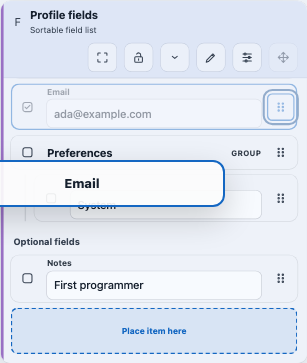 F
Profile fields
Sortable field list
Email
ada@example.com
Preferences
GROUP
Email
System
Optional fields
Notes
First programmer
Place item here